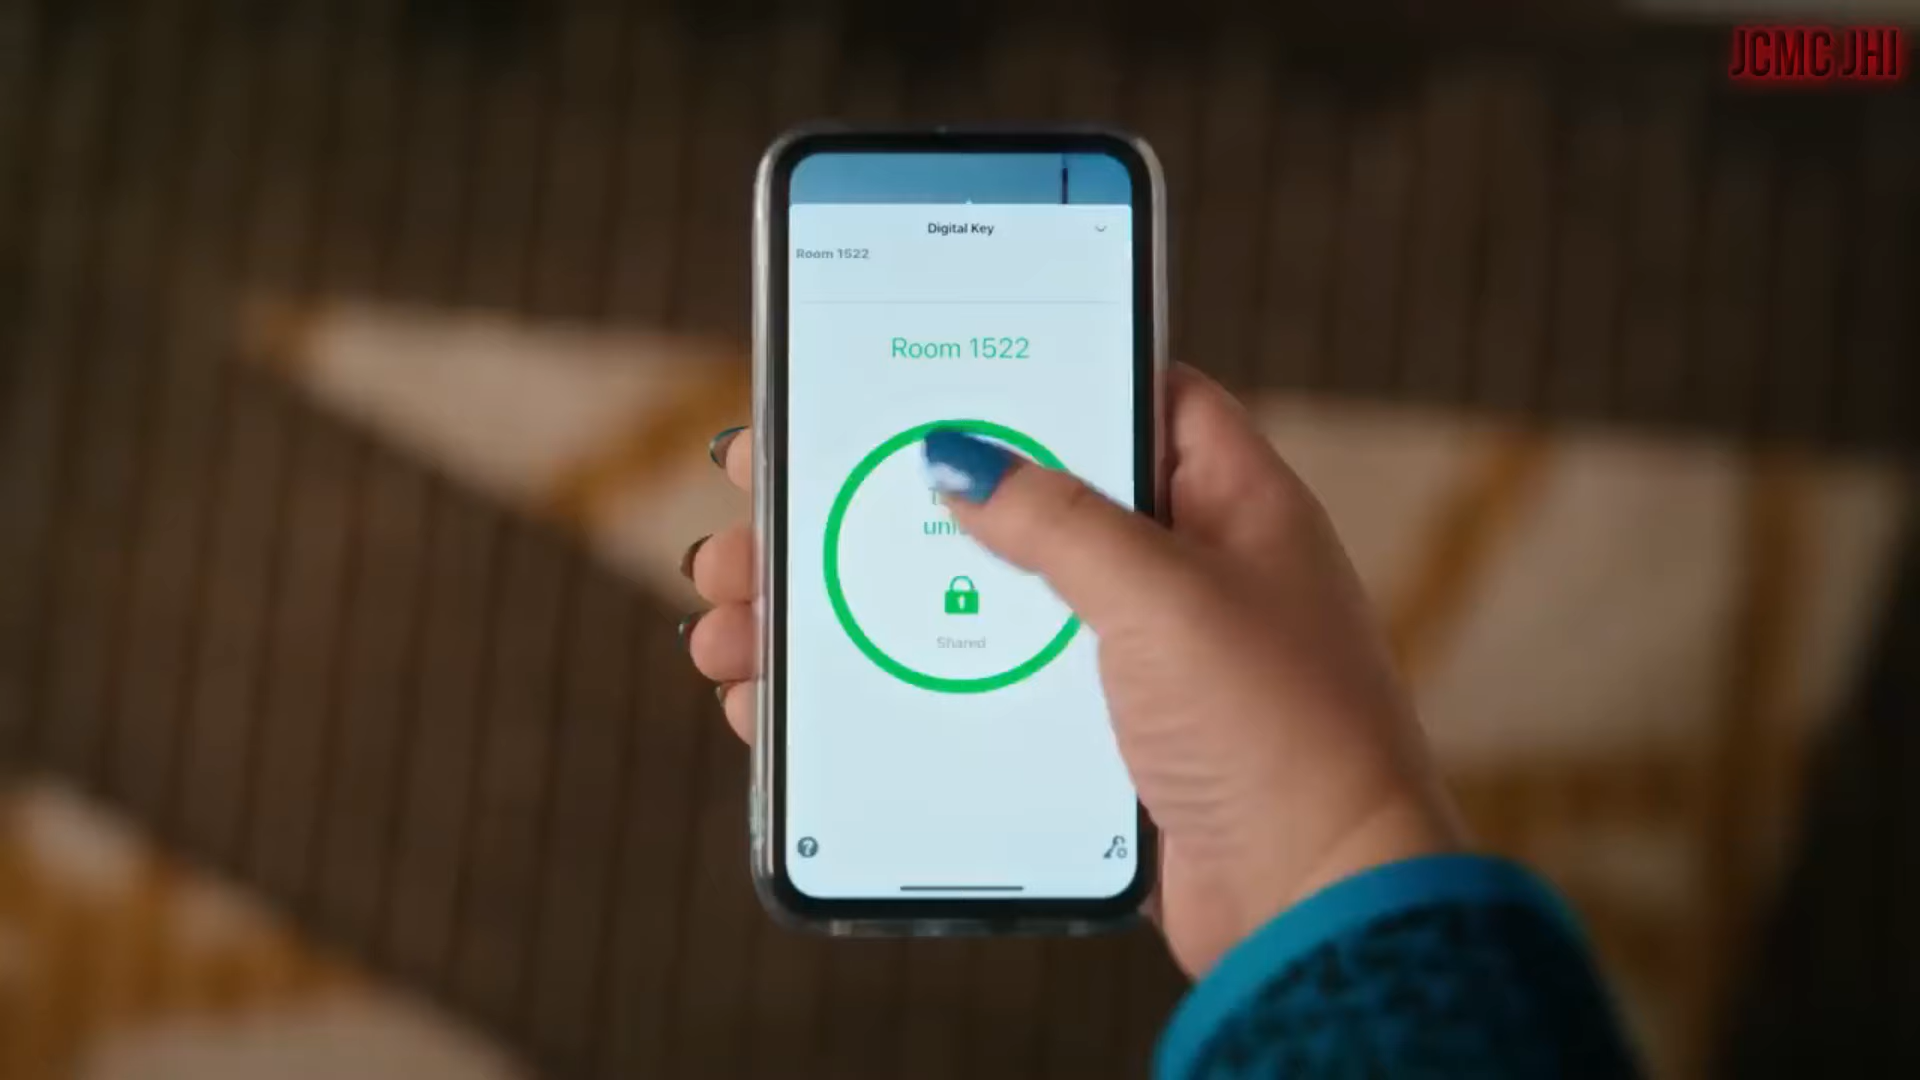 JCMC JHI
Digital Key
Room 1522
Room 1522
Shared